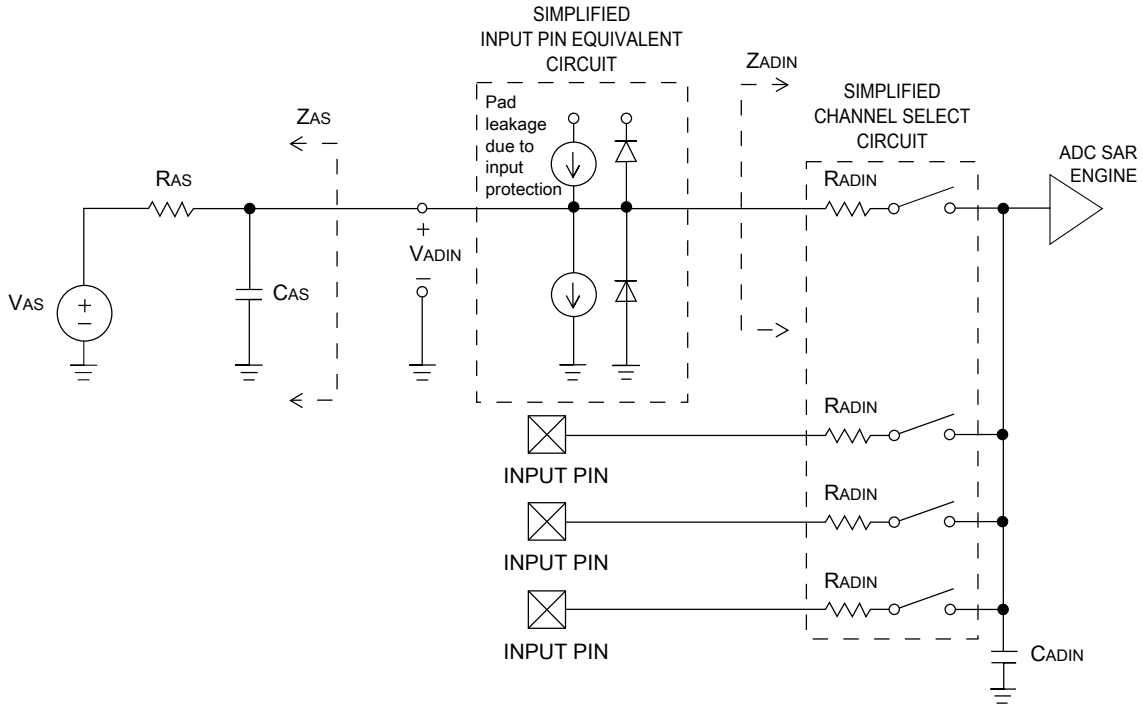 SIMPLIFIED
INPUT PIN EQUIVALENT
CIRCUIT
ZADIN
SIMPLIFIED
CHANNEL SELECT
CIRCUIT
Pad
leakage
due to
input
protection
ZAS
ADC SAR
ENGINE
RAS
RADIN
+
VADIN
–
VAS
+
–
CAS
RADIN
INPUT PIN
RADIN
INPUT PIN
RADIN
INPUT PIN
CADIN